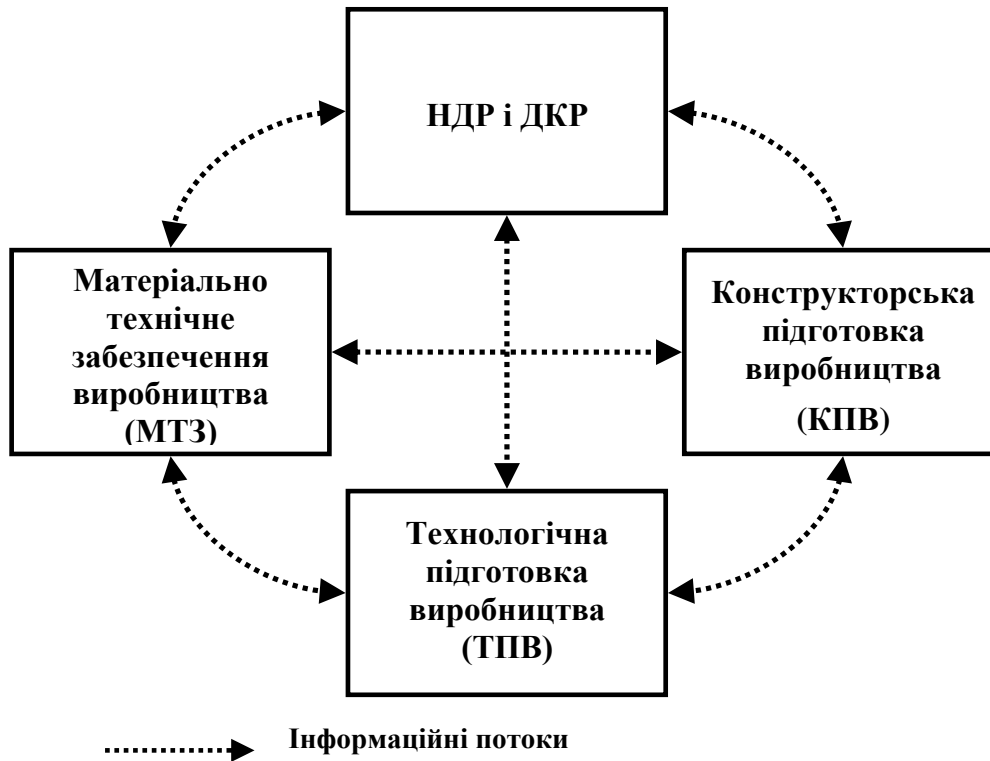 НДР і ДКР
Матеріально
технічне
забезпечення
виробництва
(МТЗ)
Конструкторська
підготовка
виробництва
(КПВ)
Технологічна
підготовка
виробництва
(ТПВ)
Інформаційні потоки